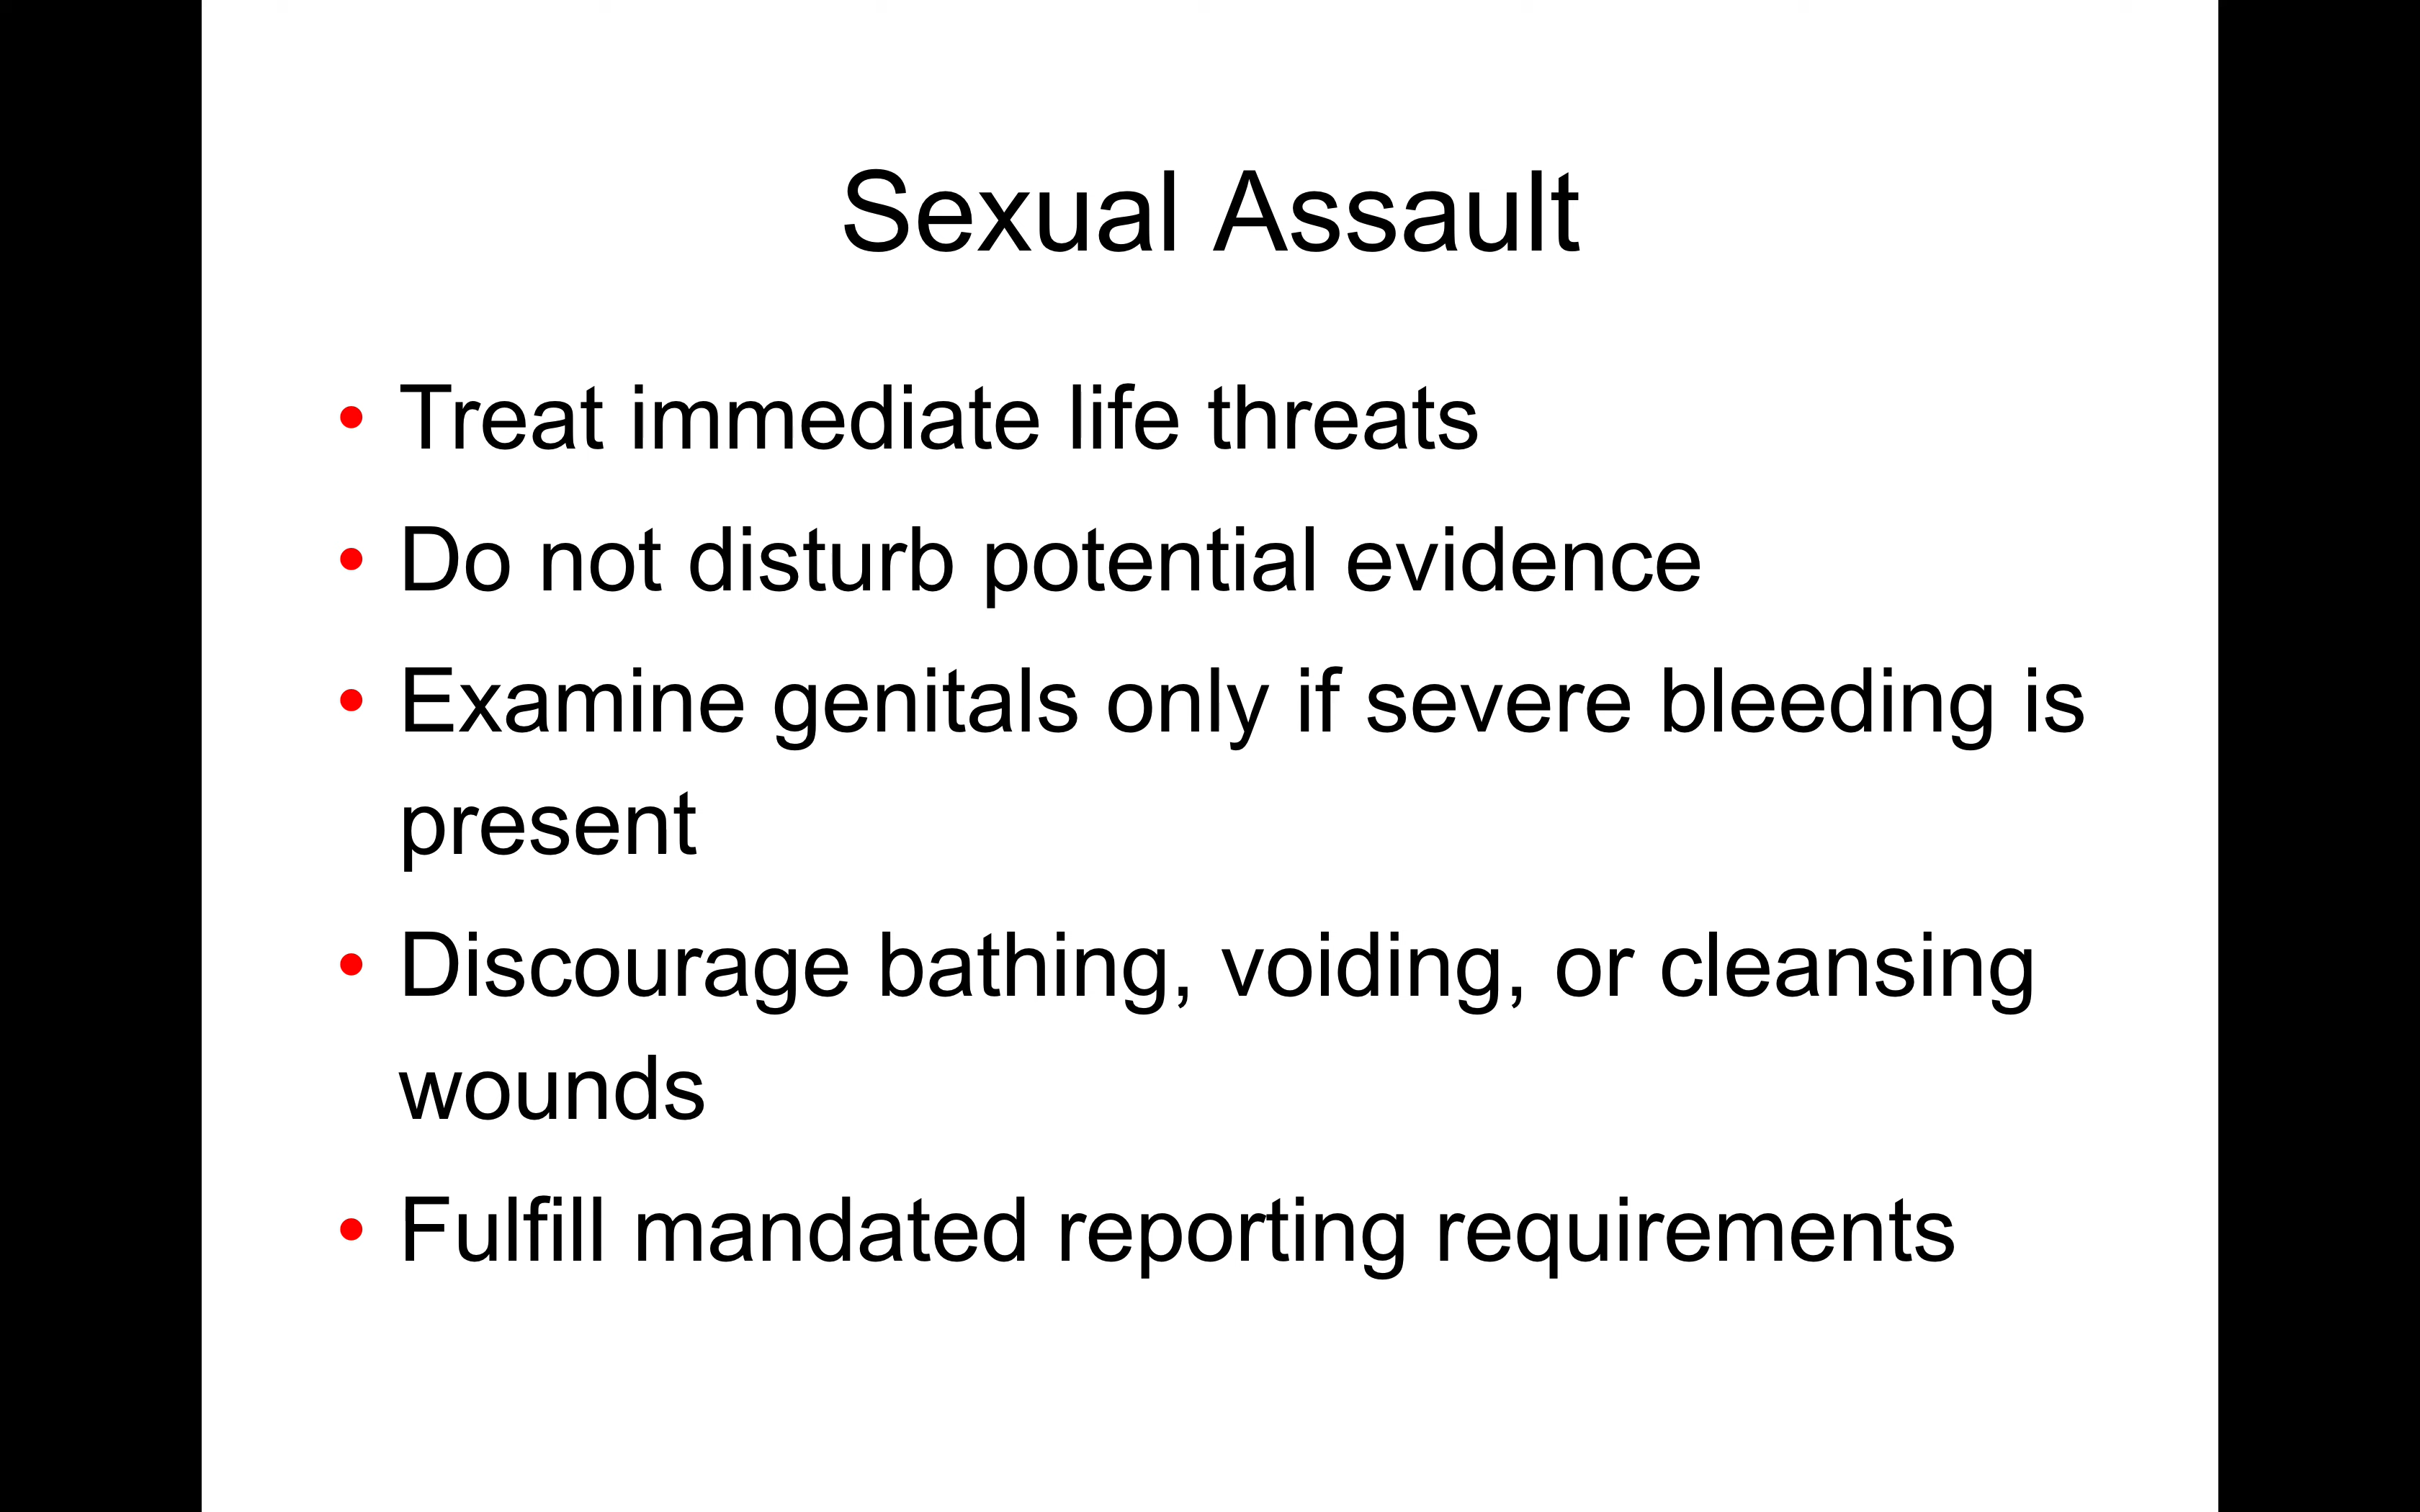 Sexual Assault
• Treat immediate life threats
• Do not disturb potential evidence
• Examine genitals only if severe bleeding is
present
• Discourage bathing, voiding, or cleansing
wounds
• Fulfill mandated reporting requirements